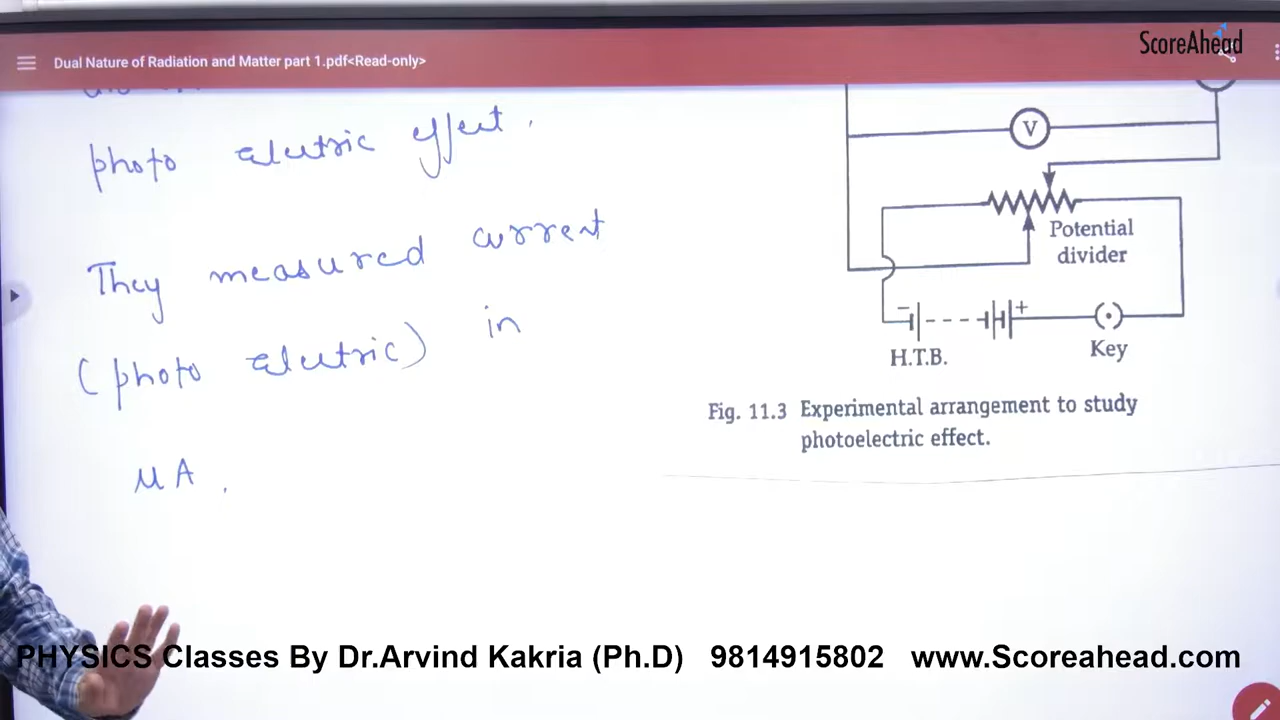 ScoreAhead
Dual Nature of Radiation and Matter part 1.pdf<Read-only>
photo electric effect.
They measured current
(photo electric) in
μA.
V
Potential
divider
− +
H.T.B.
Key
Fig. 11.3 Experimental arrangement to study
photoelectric effect.
PHYSICS Classes By Dr.Arvind Kakria (Ph.D) 9814915802 www.Scoreahead.com